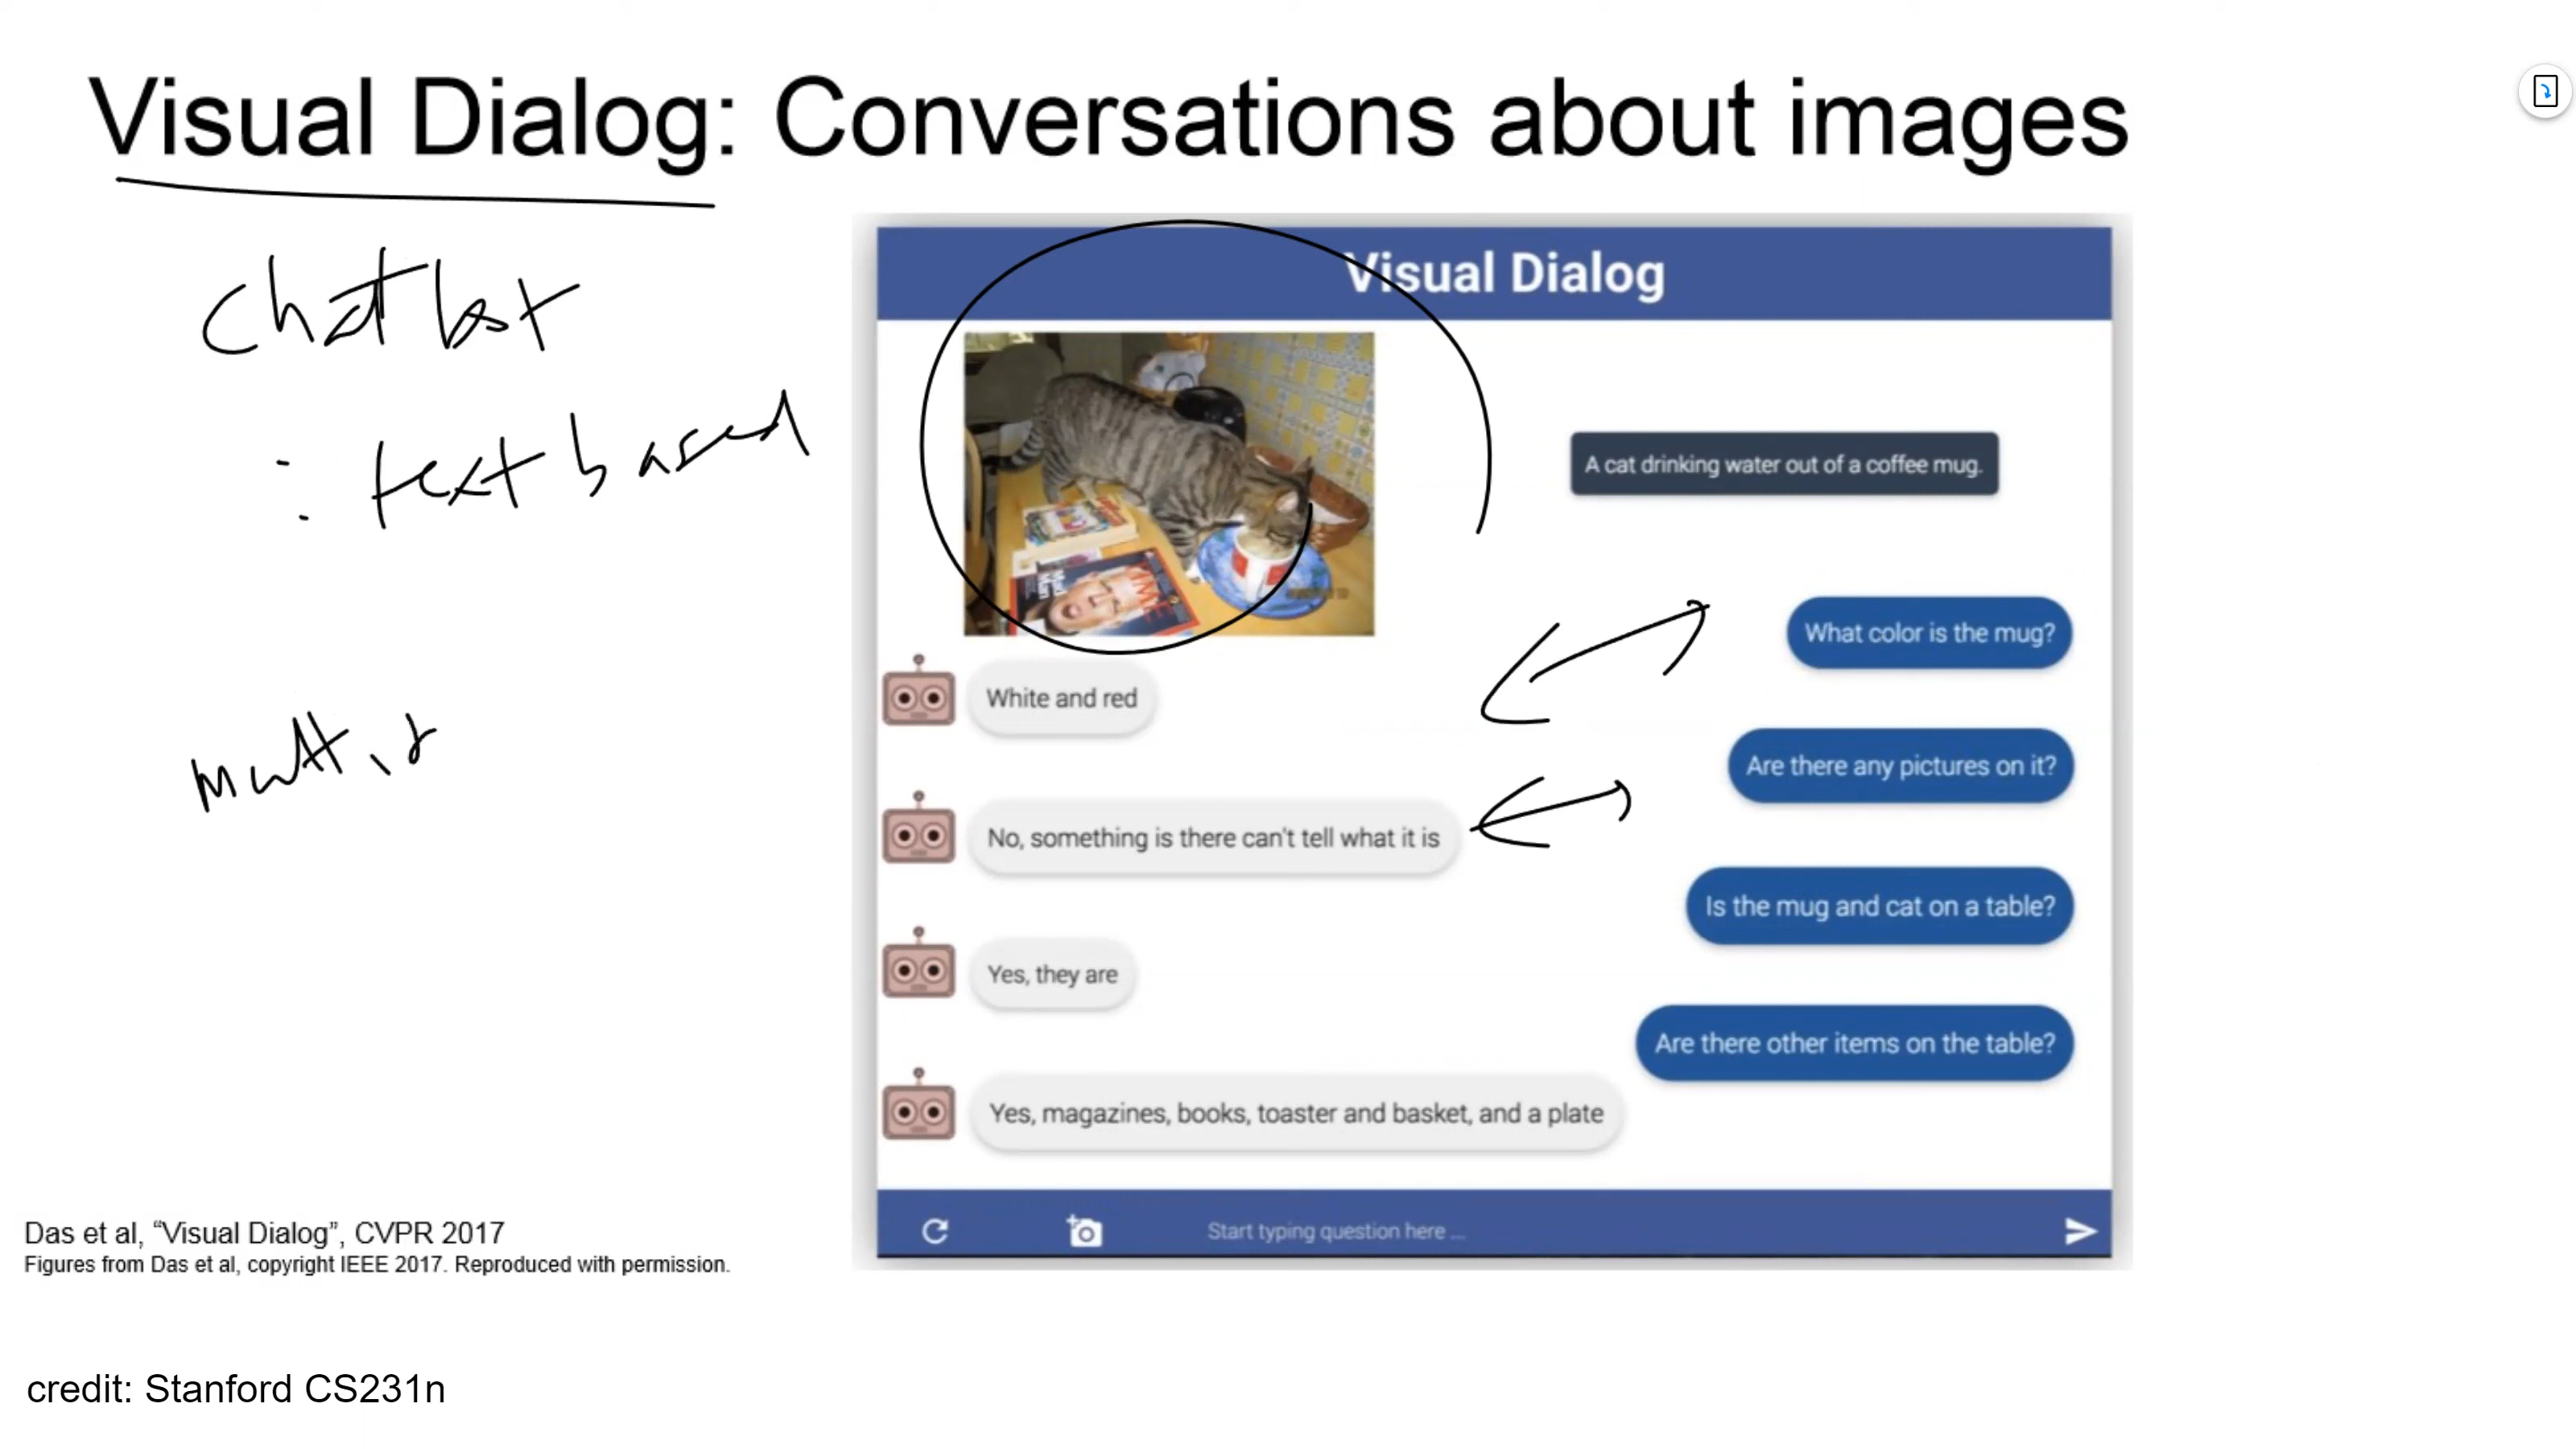 Visual Dialog: Conversations about images
chatbot
: text based
Visual Dialog
A cat drinking water out of a coffee mug.
TIME
What color is the mug?
White and red
Are there any pictures on it?
No, something is there can't tell what it is
Is the mug and cat on a table?
Yes, they are
Are there other items on the table?
Yes, magazines, books, toaster and basket, and a plate
Start typing question here ...
Das et al, “Visual Dialog”, CVPR 2017
Figures from Das et al, copyright IEEE 2017. Reproduced with permission.
credit: Stanford CS231n